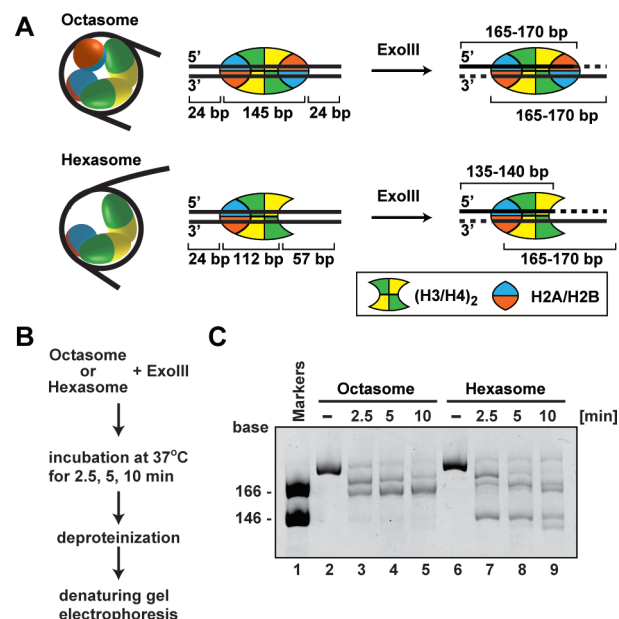 A
Octasome
5’
3’
24 bp
145 bp
24 bp
ExoIII
165-170 bp
5’
3’
165-170 bp
Hexasome
5’
3’
24 bp
112 bp
57 bp
ExoIII
135-140 bp
5’
3’
165-170 bp
(H3/H4)2
H2A/H2B
B
Octasome
or + ExoIII
Hexasome
incubation at 37oC
for 2.5, 5, 10 min
deproteinization
denaturing gel
electrophoresis
C
Markers
Octasome
Hexasome
– 2.5 5 10 – 2.5 5 10 [min]
base
166 -
146 -
1 2 3 4 5 6 7 8 9